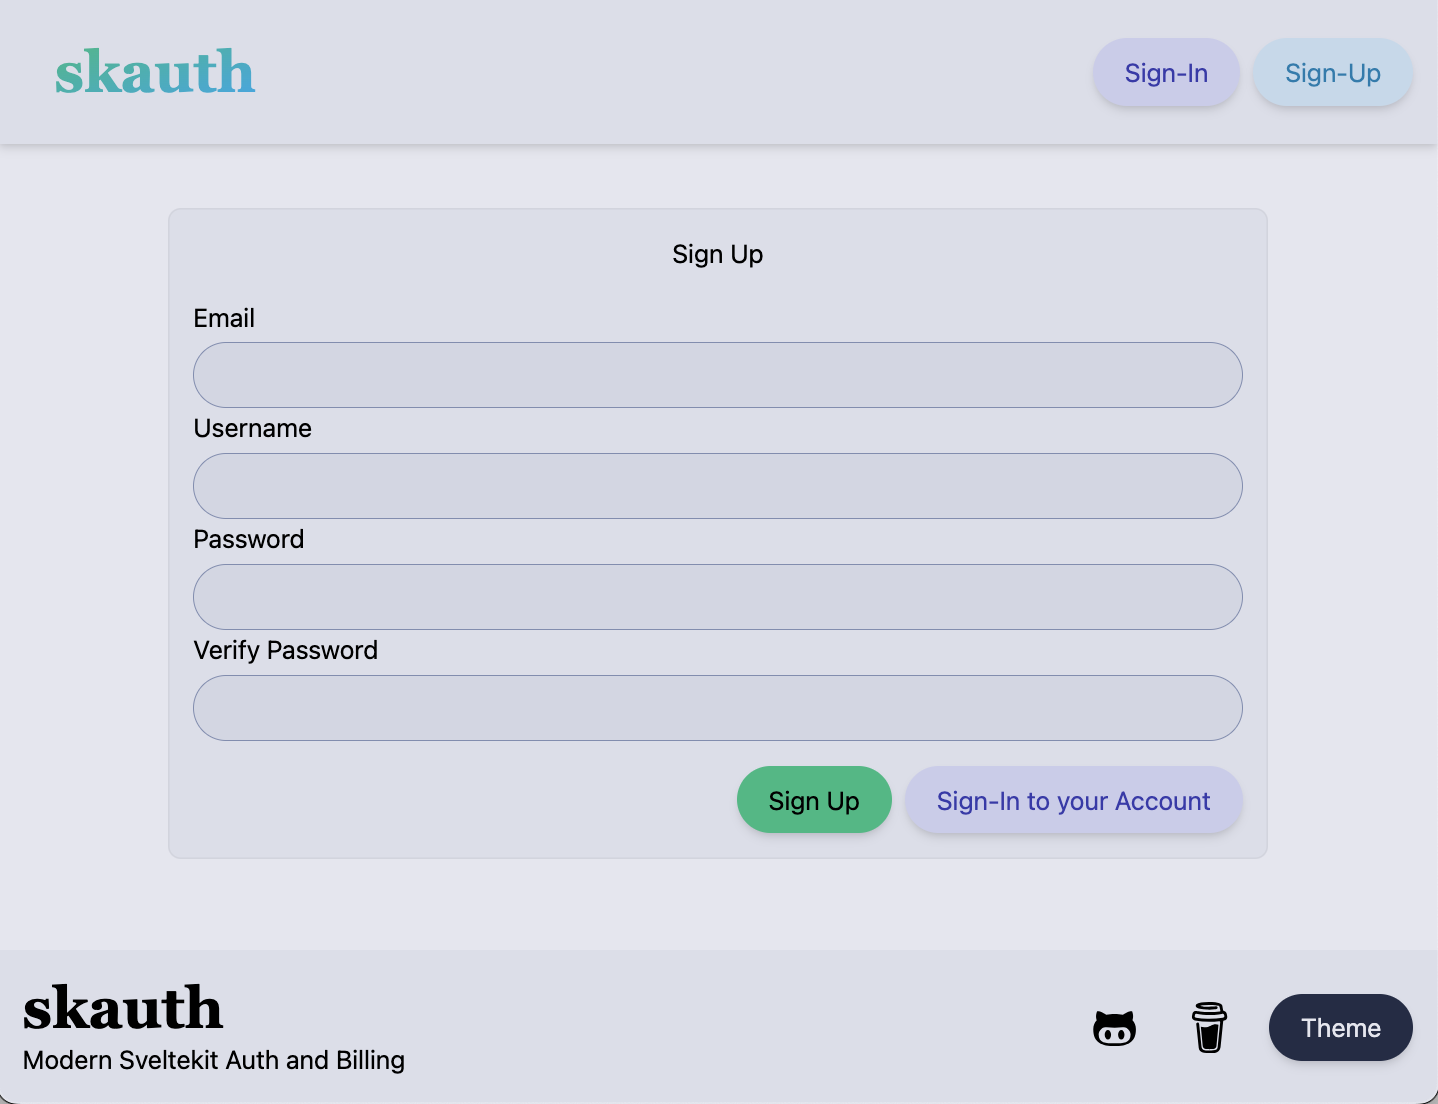 skauth
Sign-In
Sign-Up
Sign Up
Email
Username
Password
Verify Password
Sign Up
Sign-In to your Account
skauth
Modern Sveltekit Auth and Billing
Theme